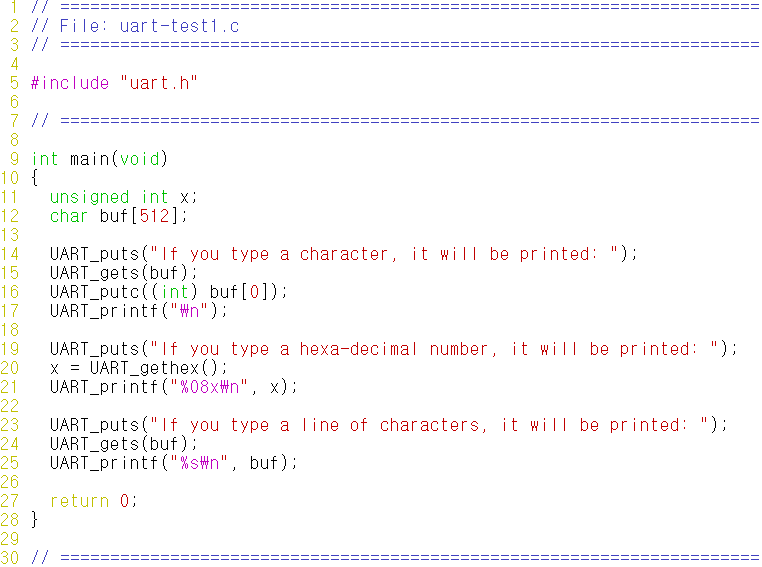 1 // ======================================================================
2 // File: uart-test1.c
3 // ======================================================================
4
5 #include "uart.h"
6
7 // ======================================================================
8
9 int main(void)
10 {
11   unsigned int x;
12   char buf[512];
13
14   UART_puts("If you type a character, it will be printed: ");
15   UART_gets(buf);
16   UART_putc((int) buf[0]);
17   UART_printf("₩n");
18
19   UART_puts("If you type a hexa-decimal number, it will be printed: ");
20   x = UART_gethex();
21   UART_printf("%08x₩n", x);
22
23   UART_puts("If you type a line of characters, it will be printed: ");
24   UART_gets(buf);
25   UART_printf("%s₩n", buf);
26
27   return 0;
28 }
29
30 // ======================================================================